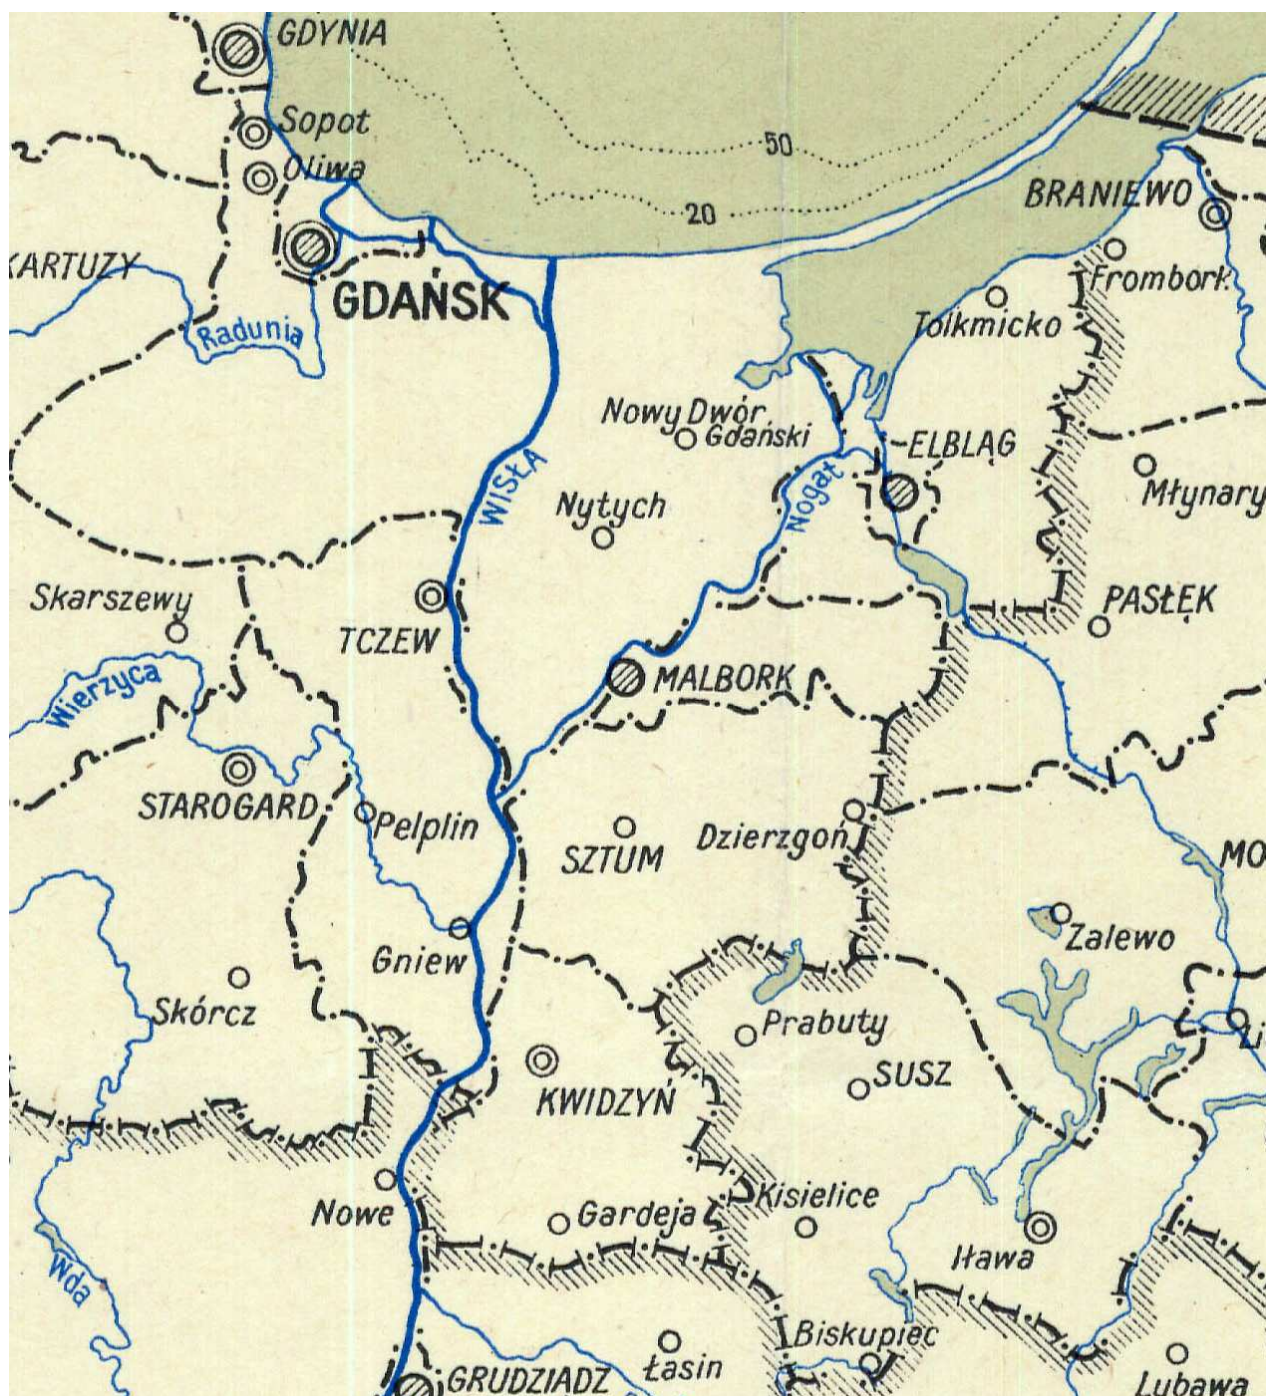 GDYNIA
Sopot
50
Oliwa
BRANIEWO
20
KARTUZY
Frombork
GDAŃSK
Tolkmicko
Radunia
Nowy Dwór
Gdański
ELBLĄG
WISŁA
Nogat
Młynary
Nytych
Skarszewy
PASŁĘK
TCZEW
Wierzyca
MALBORK
STAROGARD
Pelplin
Dzierzgoń
SZTUM
MO
Zalewo
Gniew
Skórcz
Prabuty
Li
SUSZ
KWIDZYŃ
Kisielice
Nowe
Gardeja
Iława
Wda
Biskupiec
Łasin
GRUDZIADZ
Lubawa